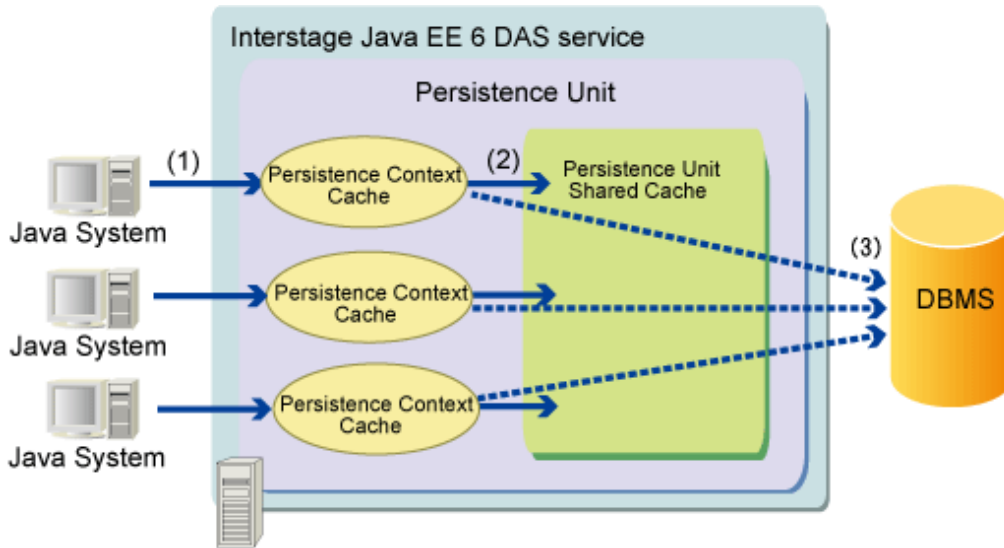 Interstage Java EE 6 DAS service
Persistence Unit
(1)
Persistence Context
Cache
(2)
Persistence Unit
Shared Cache
Java System
(3)
Persistence Context
Cache
DBMS
Java System
Persistence Context
Cache
Java System